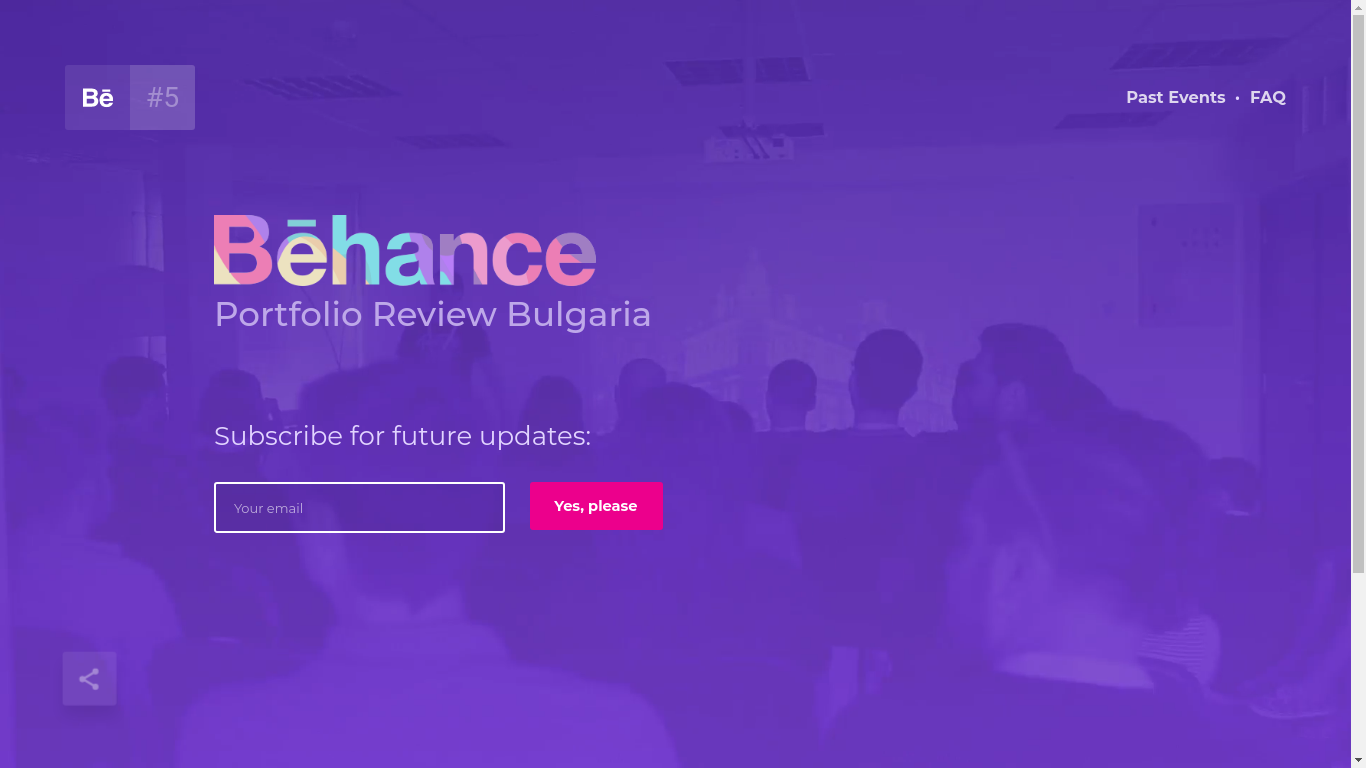 Bē #5
Past Events • FAQ
Bēhance
Portfolio Review Bulgaria
Subscribe for future updates:
Your email
Yes, please